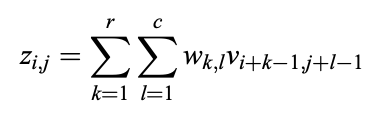 z_{i,j} = \sum_{k=1}^{r} \sum_{l=1}^{c} w_{k,l} v_{i+k-1,j+l-1}